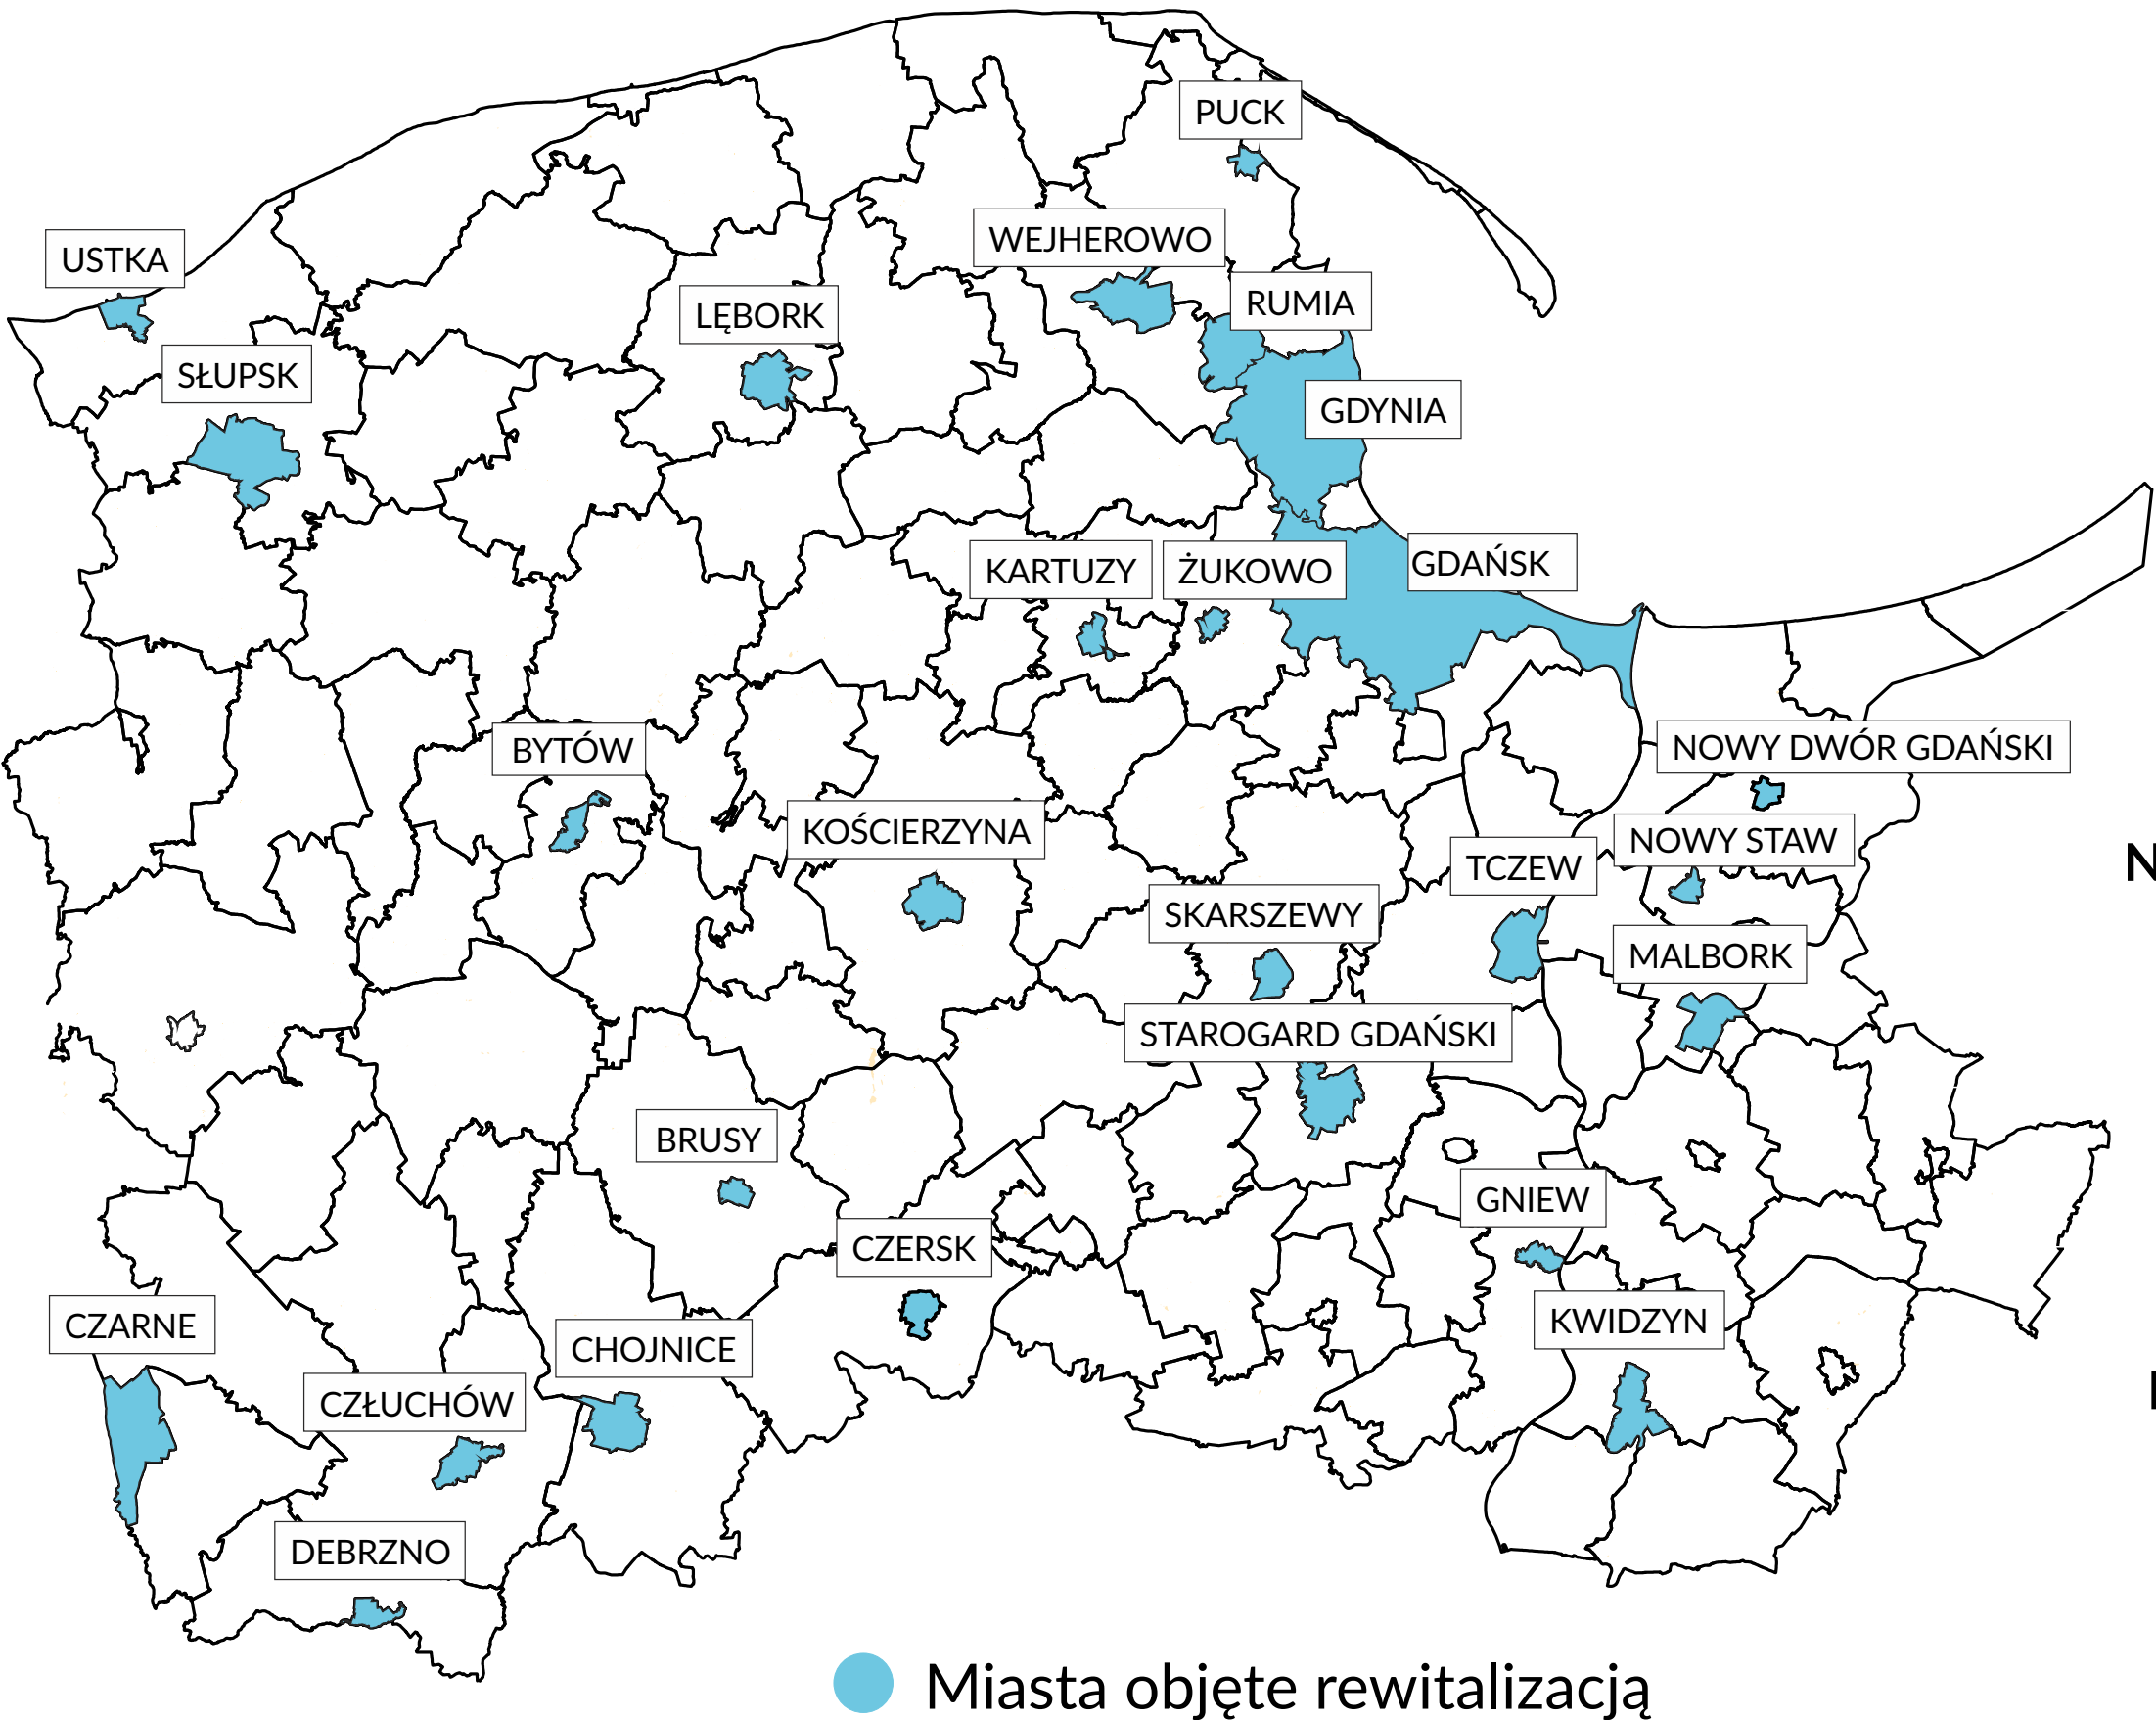 PUCK
WEJHEROWO
USTKA
RUMIA
LĘBORK
SŁUPSK
GDYNIA
GDAŃSK
KARTUZY
ŻUKOWO
NOWY DWÓR GDAŃSKI
BYTÓW
KOŚCIERZYNA
NOWY STAW
TCZEW
SKARSZEWY
MALBORK
STAROGARD GDAŃSKI
BRUSY
GNIEW
CZERSK
KWIDZYN
CZARNE
CHOJNICE
CZŁUCHÓW
DEBRZNO
Miasta objęte rewitalizacją